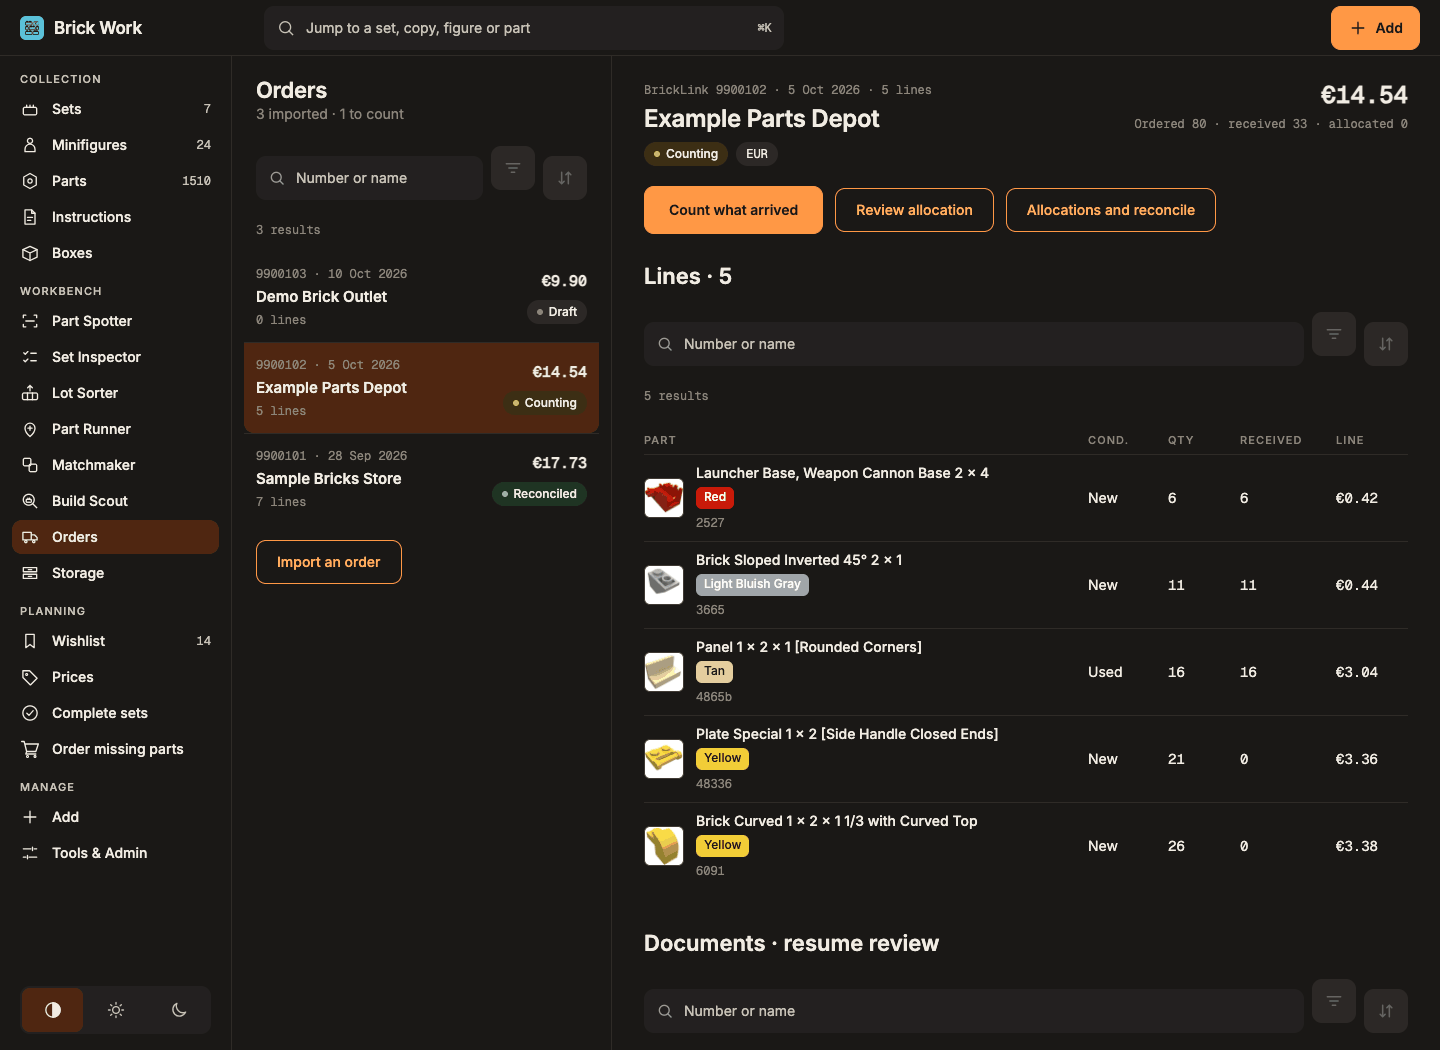 Brick Work
Jump to a set, copy, figure or part
⌘K
Add
COLLECTION
Sets 7
Minifigures 24
Parts 1510
Instructions
Boxes
WORKBENCH
Part Spotter
Set Inspector
Lot Sorter
Part Runner
Matchmaker
Build Scout
Orders
Storage
PLANNING
Wishlist 14
Prices
Complete sets
Order missing parts
MANAGE
Add
Tools & Admin
Orders
3 imported · 1 to count
Number or name
3 results
9900103 · 10 Oct 2026
€9.90
Demo Brick Outlet
0 lines
Draft
9900102 · 5 Oct 2026
€14.54
Example Parts Depot
5 lines
Counting
9900101 · 28 Sep 2026
€17.73
Sample Bricks Store
7 lines
Reconciled
Import an order
BrickLink 9900102 · 5 Oct 2026 · 5 lines
Example Parts Depot
Counting
EUR
€14.54
Ordered 80 · received 33 · allocated 0
Count what arrived
Review allocation
Allocations and reconcile
Lines · 5
Number or name
5 results
PART COND. QTY RECEIVED LINE
Launcher Base, Weapon Cannon Base 2 × 4
Red
2527
New 6 6 €0.42
Brick Sloped Inverted 45° 2 × 1
Light Bluish Gray
3665
New 11 11 €0.44
Panel 1 × 2 × 1 [Rounded Corners]
Tan
4865b
Used 16 16 €3.04
Plate Special 1 × 2 [Side Handle Closed Ends]
Yellow
48336
New 21 0 €3.36
Brick Curved 1 × 2 × 1 1/3 with Curved Top
Yellow
6091
New 26 0 €3.38
Documents · resume review
Number or name